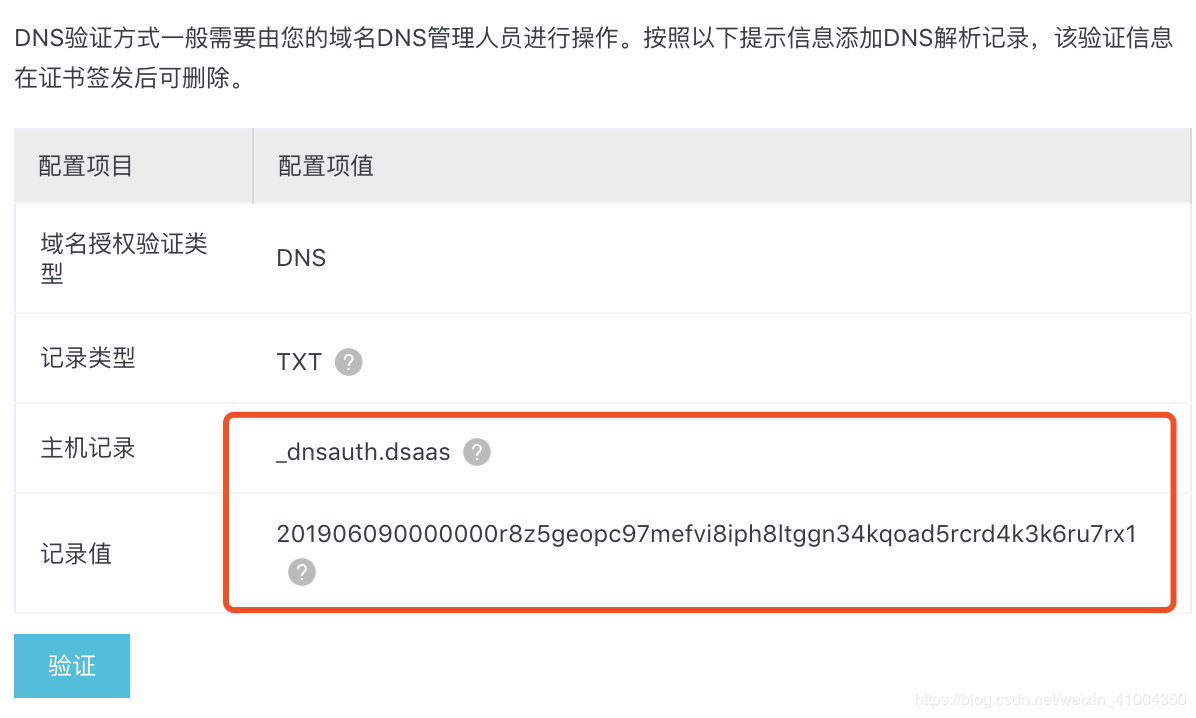 DNS验证方式一般需要由您的域名DNS管理人员进行操作。按照以下提示信息添加DNS解析记录，该验证信息
在证书签发后可删除。
配置项目 配置项值
域名授权验证类
型
DNS
记录类型 TXT ?
主机记录 _dnsauth.dsaas ?
记录值 201906090000000r8z5geopc97mefvi8iph8ltggn34kqoad5rcrd4k3k6ru7rx1
?
验证
https://blog.csdn.net/weixin_41004350